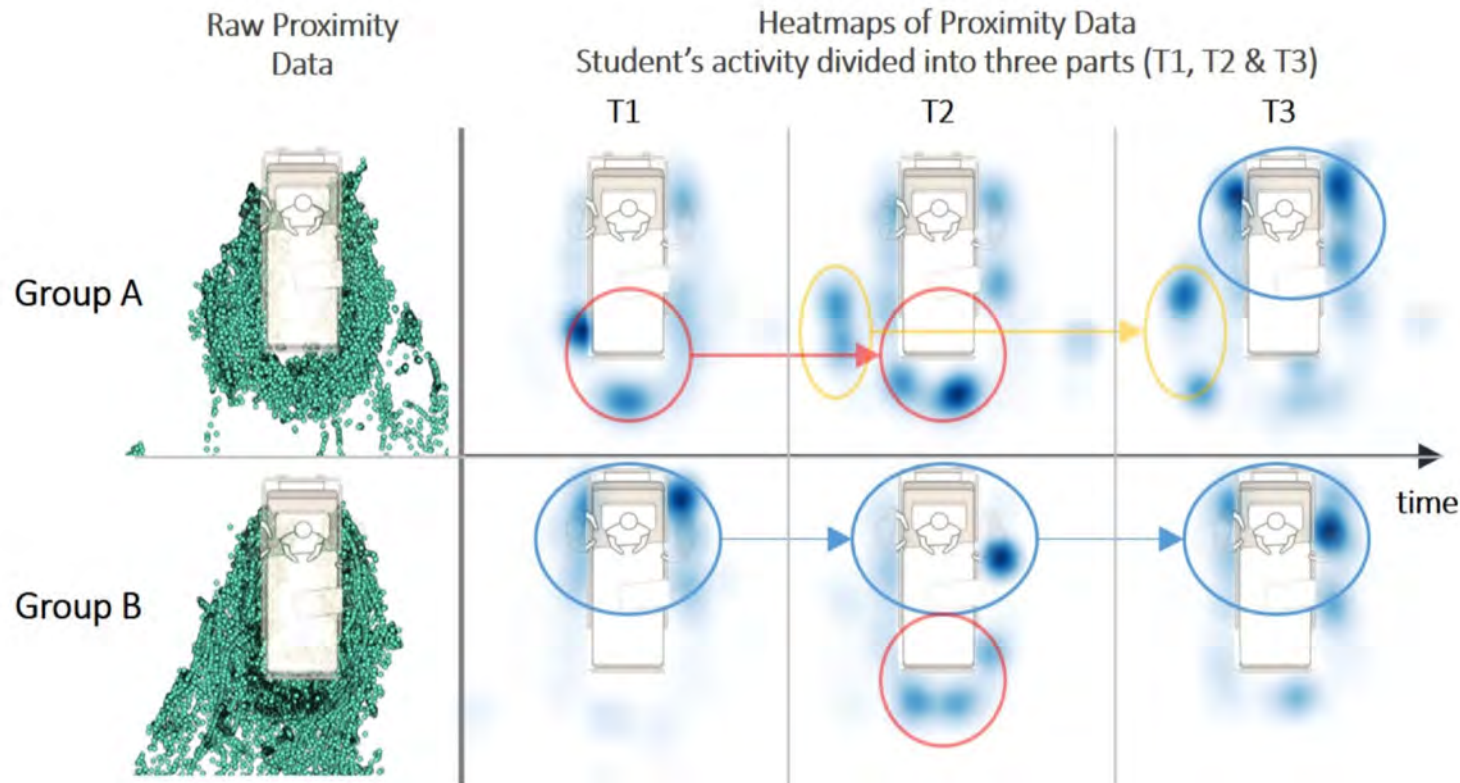 Raw Proximity
Data
Heatmaps of Proximity Data
Student's activity divided into three parts (T1, T2 & T3)
T1
T2
T3
Group A
time
Group B